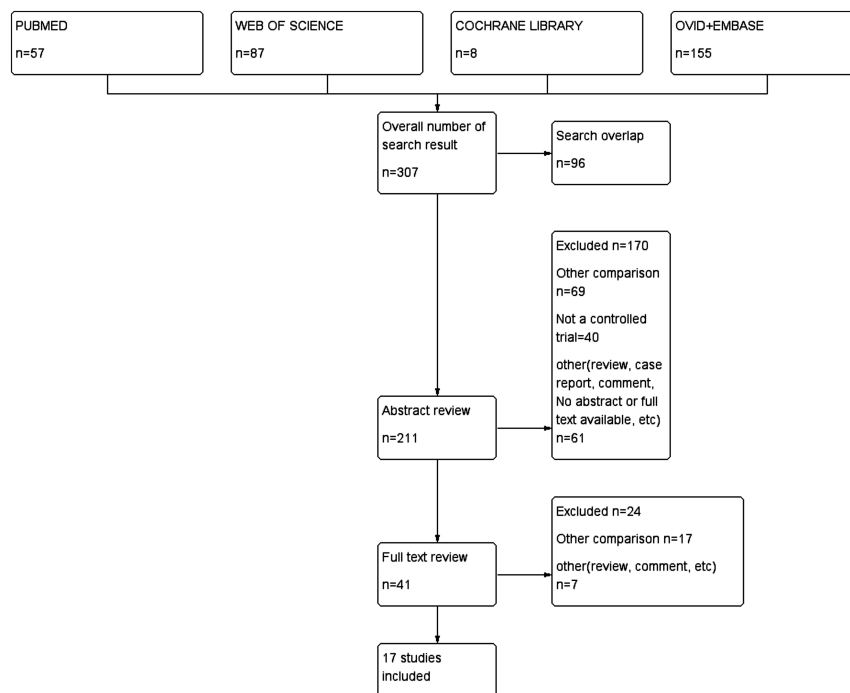 PUBMED
n=57
WEB OF SCIENCE
n=87
COCHRANE LIBRARY
n=8
OVID+EMBASE
n=155
Overall number of
search result
n=307
Search overlap
n=96
Excluded n=170
Other comparison
n=69
Not a controlled
trial=40
other(review, case
report, comment,
No abstract or full
text available, etc)
n=61
Abstract review
n=211
Excluded n=24
Other comparison n=17
other(review, comment, etc)
n=7
Full text review
n=41
17 studies
included